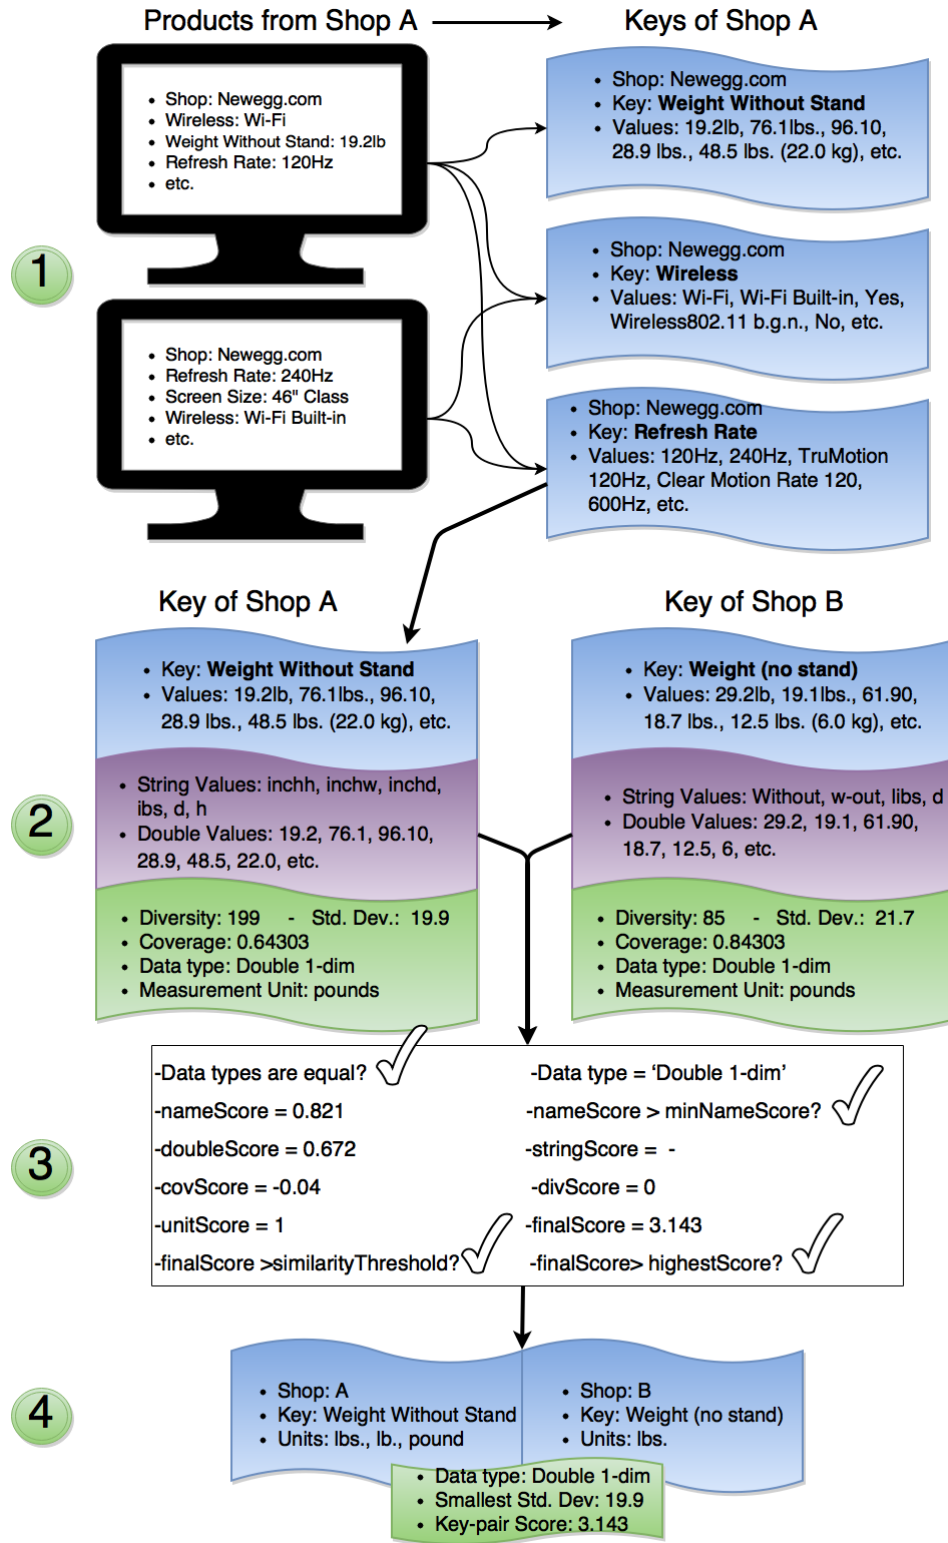 Products from Shop A
Keys of Shop A
• Shop: Newegg.com
• Wireless: Wi-Fi
• Weight Without Stand: 19.2lb
• Refresh Rate: 120Hz
• etc.
• Shop: Newegg.com
• Key: Weight Without Stand
• Values: 19.2lb, 76.1lbs., 96.10,
28.9 lbs., 48.5 lbs. (22.0 kg), etc.
1
• Shop: Newegg.com
• Key: Wireless
• Values: Wi-Fi, Wi-Fi Built-in, Yes,
Wireless802.11 b.g.n., No, etc.
• Shop: Newegg.com
• Refresh Rate: 240Hz
• Screen Size: 46" Class
• Wireless: Wi-Fi Built-in
• etc.
• Shop: Newegg.com
• Key: Refresh Rate
• Values: 120Hz, 240Hz, TruMotion
120Hz, Clear Motion Rate 120,
600Hz, etc.
Key of Shop A
Key of Shop B
• Key: Weight Without Stand
• Values: 19.2lb, 76.1lbs., 96.10,
28.9 lbs., 48.5 lbs. (22.0 kg), etc.
• Key: Weight (no stand)
• Values: 29.2lb, 19.1lbs., 61.90,
18.7 lbs., 12.5 lbs. (6.0 kg), etc.
2
• String Values: inchh, inchw, inchd,
ibs, d, h
• Double Values: 19.2, 76.1, 96.10,
28.9, 48.5, 22.0, etc.
• String Values: Without, w-out, libs, d
• Double Values: 29.2, 19.1, 61.90,
18.7, 12.5, 6, etc.
• Diversity: 199 - Std. Dev.: 19.9
• Coverage: 0.64303
• Data type: Double 1-dim
• Measurement Unit: pounds
• Diversity: 85 - Std. Dev.: 21.7
• Coverage: 0.84303
• Data type: Double 1-dim
• Measurement Unit: pounds
3
-Data types are equal?
-Data type = ‘Double 1-dim’
-nameScore = 0.821
-nameScore > minNameScore?
-doubleScore = 0.672
-stringScore = -
-covScore = -0.04
-divScore = 0
-unitScore = 1
-finalScore = 3.143
-finalScore >similarityThreshold?
-finalScore> highestScore?
4
• Shop: A
• Key: Weight Without Stand
• Units: lbs., lb., pound
• Shop: B
• Key: Weight (no stand)
• Units: lbs.
• Data type: Double 1-dim
• Smallest Std. Dev: 19.9
• Key-pair Score: 3.143